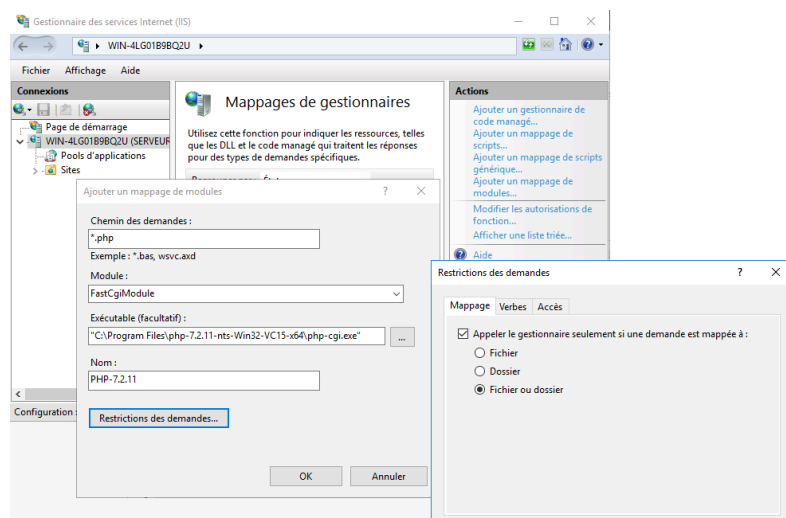 Gestionnaire des services Internet (IIS)
WIN-4LG01B9BQ2U
Fichier Affichage Aide
Connexions
Page de démarrage
WIN-4LG01B9BQ2U (SERVEUR
Pools d'applications
Sites
Mappages de gestionnaires
Utilisez cette fonction pour indiquer les ressources, telles
que les DLL et le code managé qui traitent les réponses
pour des types de demandes spécifiques.
Actions
Ajouter un gestionnaire de
code managé...
Ajouter un mappage de
scripts...
Ajouter un mappage de scripts
générique...
Ajouter un mappage de
modules...
Modifier les autorisations de
fonction...
Afficher une liste triée...
Aide
Configuration :
Ajouter un mappage de modules
Chemin des demandes :
*.php
Exemple : *.bas, wsvc.axd
Module :
FastCgiModule
Exécutable (facultatif) :
"C:\Program Files\php-7.2.11-nts-Win32-VC15-x64\php-cgi.exe"
...
Nom :
PHP-7.2.11
Restrictions des demandes...
OK Annuler
Restrictions des demandes
Mappage Verbes Accès
Appeler le gestionnaire seulement si une demande est mappée à :
Fichier
Dossier
Fichier ou dossier